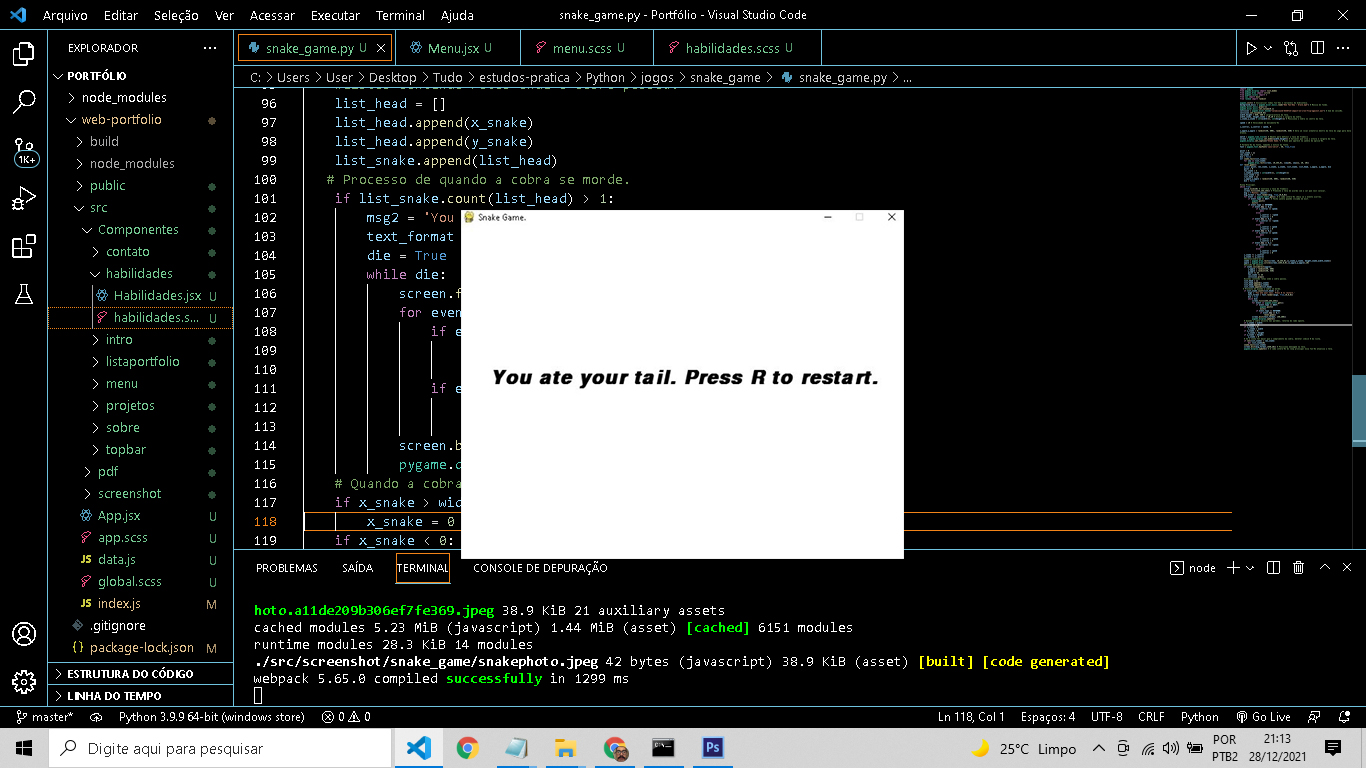 Arquivo Editar Seleção Ver Acessar Executar Terminal Ajuda
snake_game.py - Portfólio - Visual Studio Code
EXPLORADOR
PORTFÓLIO
node_modules
web-portfolio
build
node_modules
public
src
Componentes
contato
habilidades
Habilidades.jsx U
habilidades.s... U
intro
listaportfolio
menu
projetos
sobre
topbar
pdf
screenshot
App.jsx U
app.scss U
JS data.js U
global.scss U
JS index.js M
.gitignore
{} package-lock.json M
ESTRUTURA DO CÓDIGO
LINHA DO TEMPO
1K+
snake_game.py U
Menu.jsx U
menu.scss U
habilidades.scss U
C: > Users > User > Desktop > Tudo > estudos-pratica > Python > jogos > snake_game > snake_game.py > ...
96 list_head = []
97 list_head.append(x_snake)
98 list_head.append(y_snake)
99 list_snake.append(list_head)
100 # Processo de quando a cobra se morde.
101 if list_snake.count(list_head) > 1:
102 msg2 = 'You
103 text_format
104 die = True
105 while die:
106 screen.f
107 for even
108 if e
109
110
111 if e
112
113
114 screen.b
115 pygame.d
116 # Quando a cobra
117 if x_snake > wid
118 x_snake = 0
119 if x_snake < 0:
Snake Game.
You ate your tail. Press R to restart.
PROBLEMAS SAÍDA TERMINAL CONSOLE DE DEPURAÇÃO
node
hoto.a11de209b306ef7fe369.jpeg 38.9 KiB 21 auxiliary assets
cached modules 5.23 MiB (javascript) 1.44 MiB (asset) [cached] 6151 modules
runtime modules 28.3 KiB 14 modules
./src/screenshot/snake_game/snakephoto.jpeg 42 bytes (javascript) 38.9 KiB (asset) [built] [code generated]
webpack 5.65.0 compiled successfully in 1299 ms
master* Python 3.9.9 64-bit (windows store) 0 0
Ln 118, Col 1 Espaços: 4 UTF-8 CRLF Python Go Live
Digite aqui para pesquisar
Ps
25°C Limpo
POR
PTB2
21:13
28/12/2021